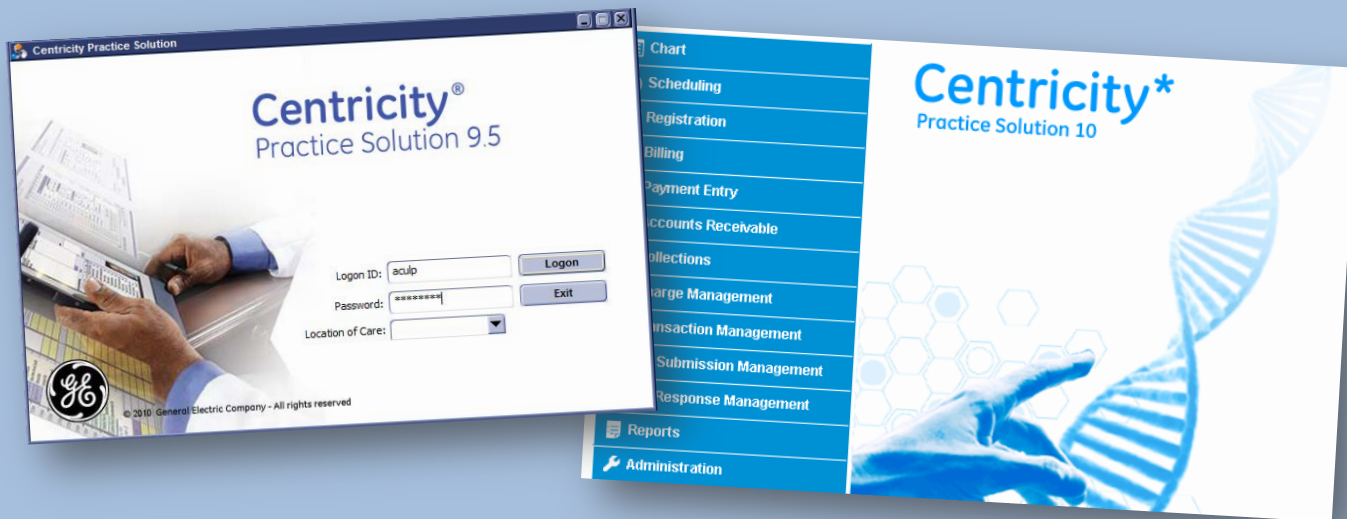 Centricity Practice Solution
Centricity®
Practice Solution 9.5
Logon ID: aculp Logon
Password: ******** Exit
Location of Care:
GE
© 2010 General Electric Company - All rights reserved
Chart
Scheduling
Registration
Billing
Payment Entry
ccounts Receivable
ollections
arge Management
nsaction Management
Submission Management
Response Management
Reports
Administration
Centricity*
Practice Solution 10